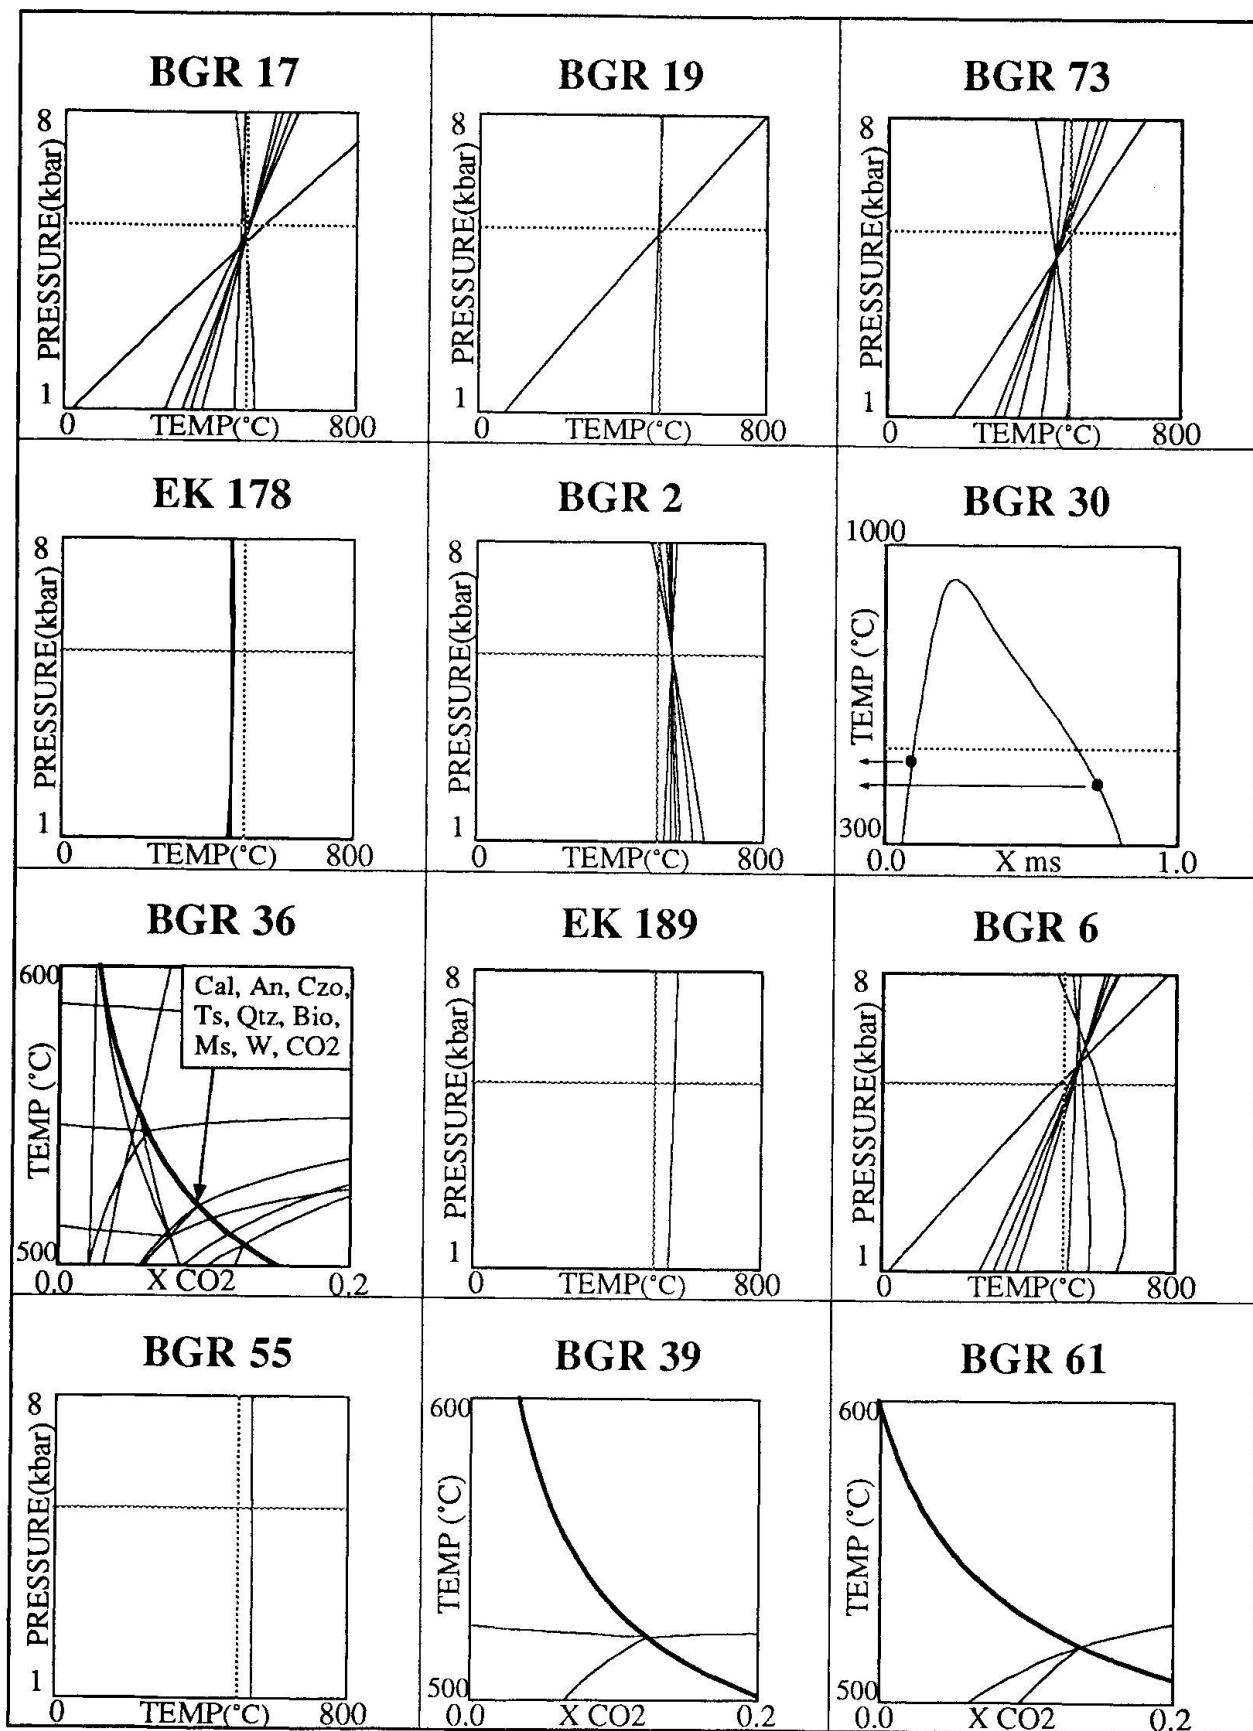 BGR 17
8
PRESSURE(kbar)
1
0
TEMP(°C)
800
BGR 19
8
PRESSURE(kbar)
1
0
TEMP(°C)
800
BGR 73
8
PRESSURE(kbar)
1
0
TEMP(°C)
800
EK 178
8
PRESSURE(kbar)
1
0
TEMP(°C)
800
BGR 2
8
PRESSURE(kbar)
1
0
TEMP(°C)
800
BGR 30
1000
TEMP (°C)
300
0.0
X ms
1.0
BGR 36
600
Cal, An, Czo,
Ts, Qtz, Bio,
Ms, W, CO2
TEMP (°C)
500
0.0
X CO2
0.2
EK 189
8
PRESSURE(kbar)
1
0
TEMP(°C)
800
BGR 6
8
PRESSURE(kbar)
1
0
TEMP(°C)
800
BGR 55
8
PRESSURE(kbar)
1
0
TEMP(°C)
800
BGR 39
600
TEMP (°C)
500
0.0
X CO2
0.2
BGR 61
600
TEMP (°C)
500
0.0
X CO2
0.2